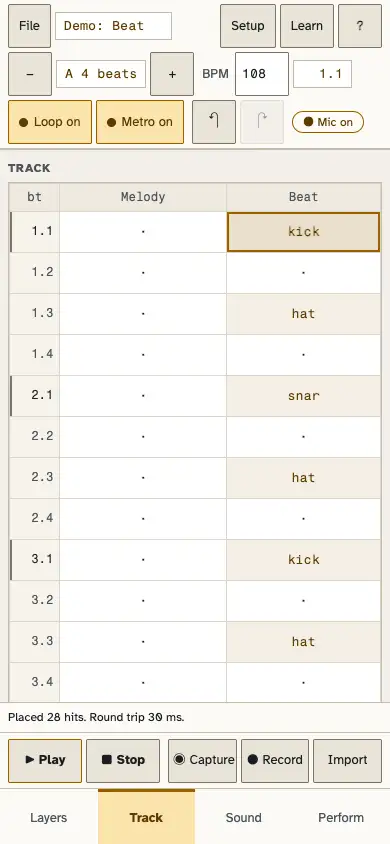 File Demo: Beat Setup Learn ?
– A 4 beats + BPM 108 1.1
● Loop on ● Metro on ● Mic on
TRACK
bt Melody Beat
1.1 · kick
1.2 · ·
1.3 · hat
1.4 · ·
2.1 · snar
2.2 · ·
2.3 · hat
2.4 · ·
3.1 · kick
3.2 · ·
3.3 · hat
3.4 · ·
Placed 28 hits. Round trip 30 ms.
▶ Play ■ Stop ◉ Capture ● Record Import
Layers Track Sound Perform